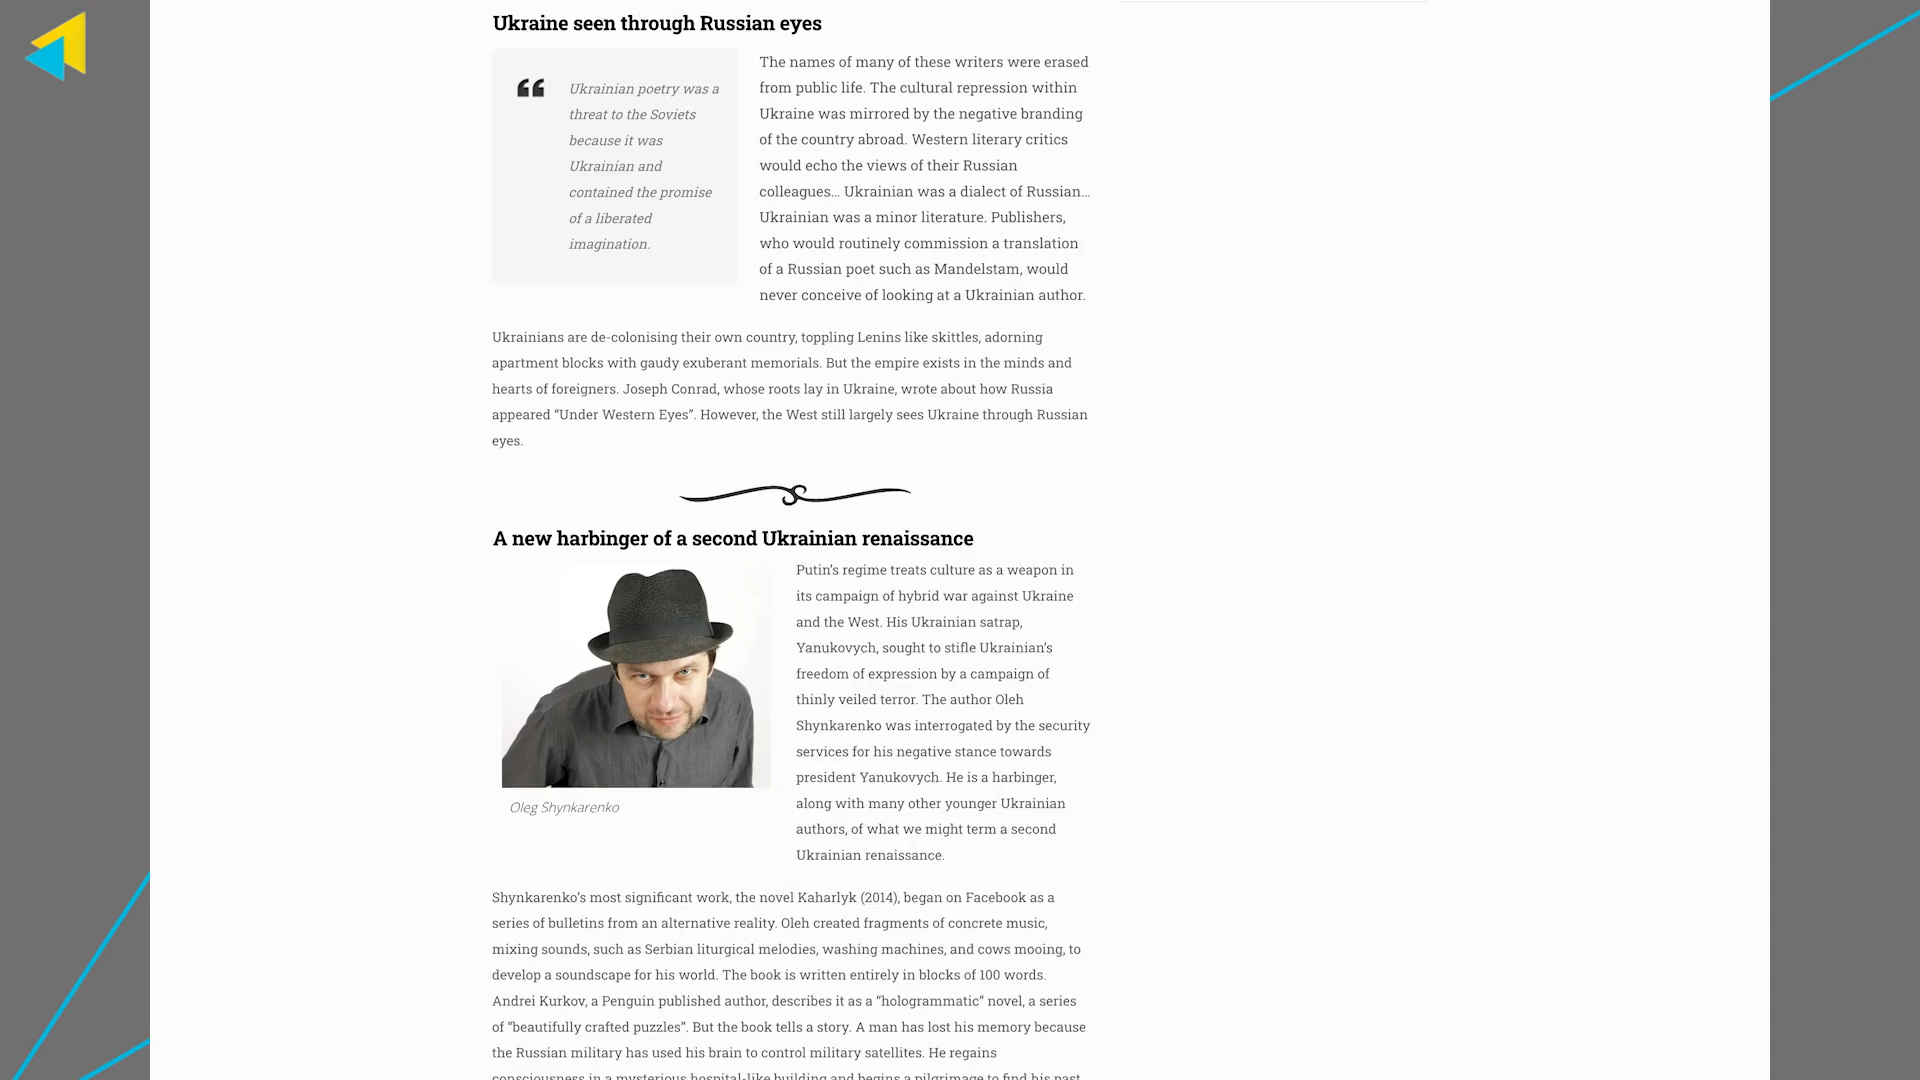 Ukraine seen through Russian eyes
Ukrainian poetry was a
threat to the Soviets
because it was
Ukrainian and
contained the promise
of a liberated
imagination.
The names of many of these writers were erased
from public life. The cultural repression within
Ukraine was mirrored by the negative branding
of the country abroad. Western literary critics
would echo the views of their Russian
colleagues… Ukrainian was a dialect of Russian…
Ukrainian was a minor literature. Publishers,
who would routinely commission a translation
of a Russian poet such as Mandelstam, would
never conceive of looking at a Ukrainian author.
Ukrainians are de-colonising their own country, toppling Lenins like skittles, adorning
apartment blocks with gaudy exuberant memorials. But the empire exists in the minds and
hearts of foreigners. Joseph Conrad, whose roots lay in Ukraine, wrote about how Russia
appeared “Under Western Eyes”. However, the West still largely sees Ukraine through Russian
eyes.
A new harbinger of a second Ukrainian renaissance
Putin’s regime treats culture as a weapon in
its campaign of hybrid war against Ukraine
and the West. His Ukrainian satrap,
Yanukovych, sought to stifle Ukrainian’s
freedom of expression by a campaign of
thinly veiled terror. The author Oleh
Shynkarenko was interrogated by the security
services for his negative stance towards
president Yanukovych. He is a harbinger,
along with many other younger Ukrainian
authors, of what we might term a second
Ukrainian renaissance.
Oleg Shynkarenko
Shynkarenko’s most significant work, the novel Kaharlyk (2014), began on Facebook as a
series of bulletins from an alternative reality. Oleh created fragments of concrete music,
mixing sounds, such as Serbian liturgical melodies, washing machines, and cows mooing, to
develop a soundscape for his world. The book is written entirely in blocks of 100 words.
Andrei Kurkov, a Penguin published author, describes it as a “hologrammatic” novel, a series
of “beautifully crafted puzzles”. But the book tells a story. A man has lost his memory because
the Russian military has used his brain to control military satellites. He regains
consciousness in a mysterious hospital-like building and begins a pilgrimage to find his past